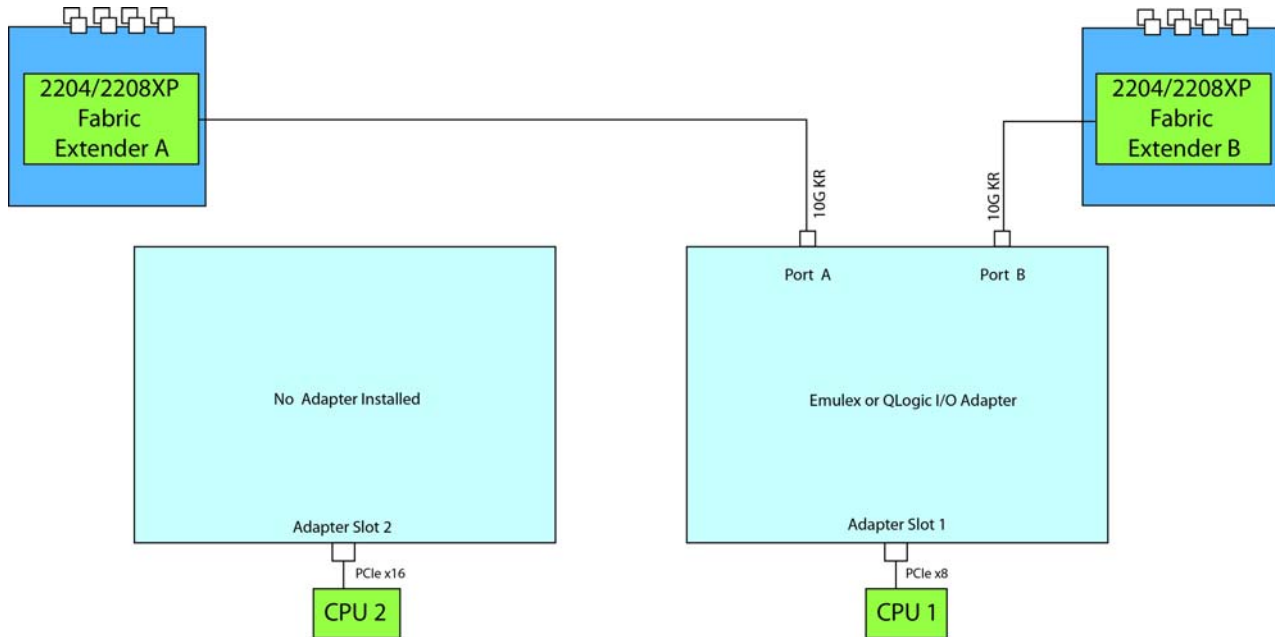 2204/2208XP
Fabric
Extender A
2204/2208XP
Fabric
Extender B
10G KR
10G KR
Port A
Port B
No Adapter Installed
Emulex or QLogic I/O Adapter
Adapter Slot 2
Adapter Slot 1
PCIe x16
PCIe x8
CPU 2
CPU 1